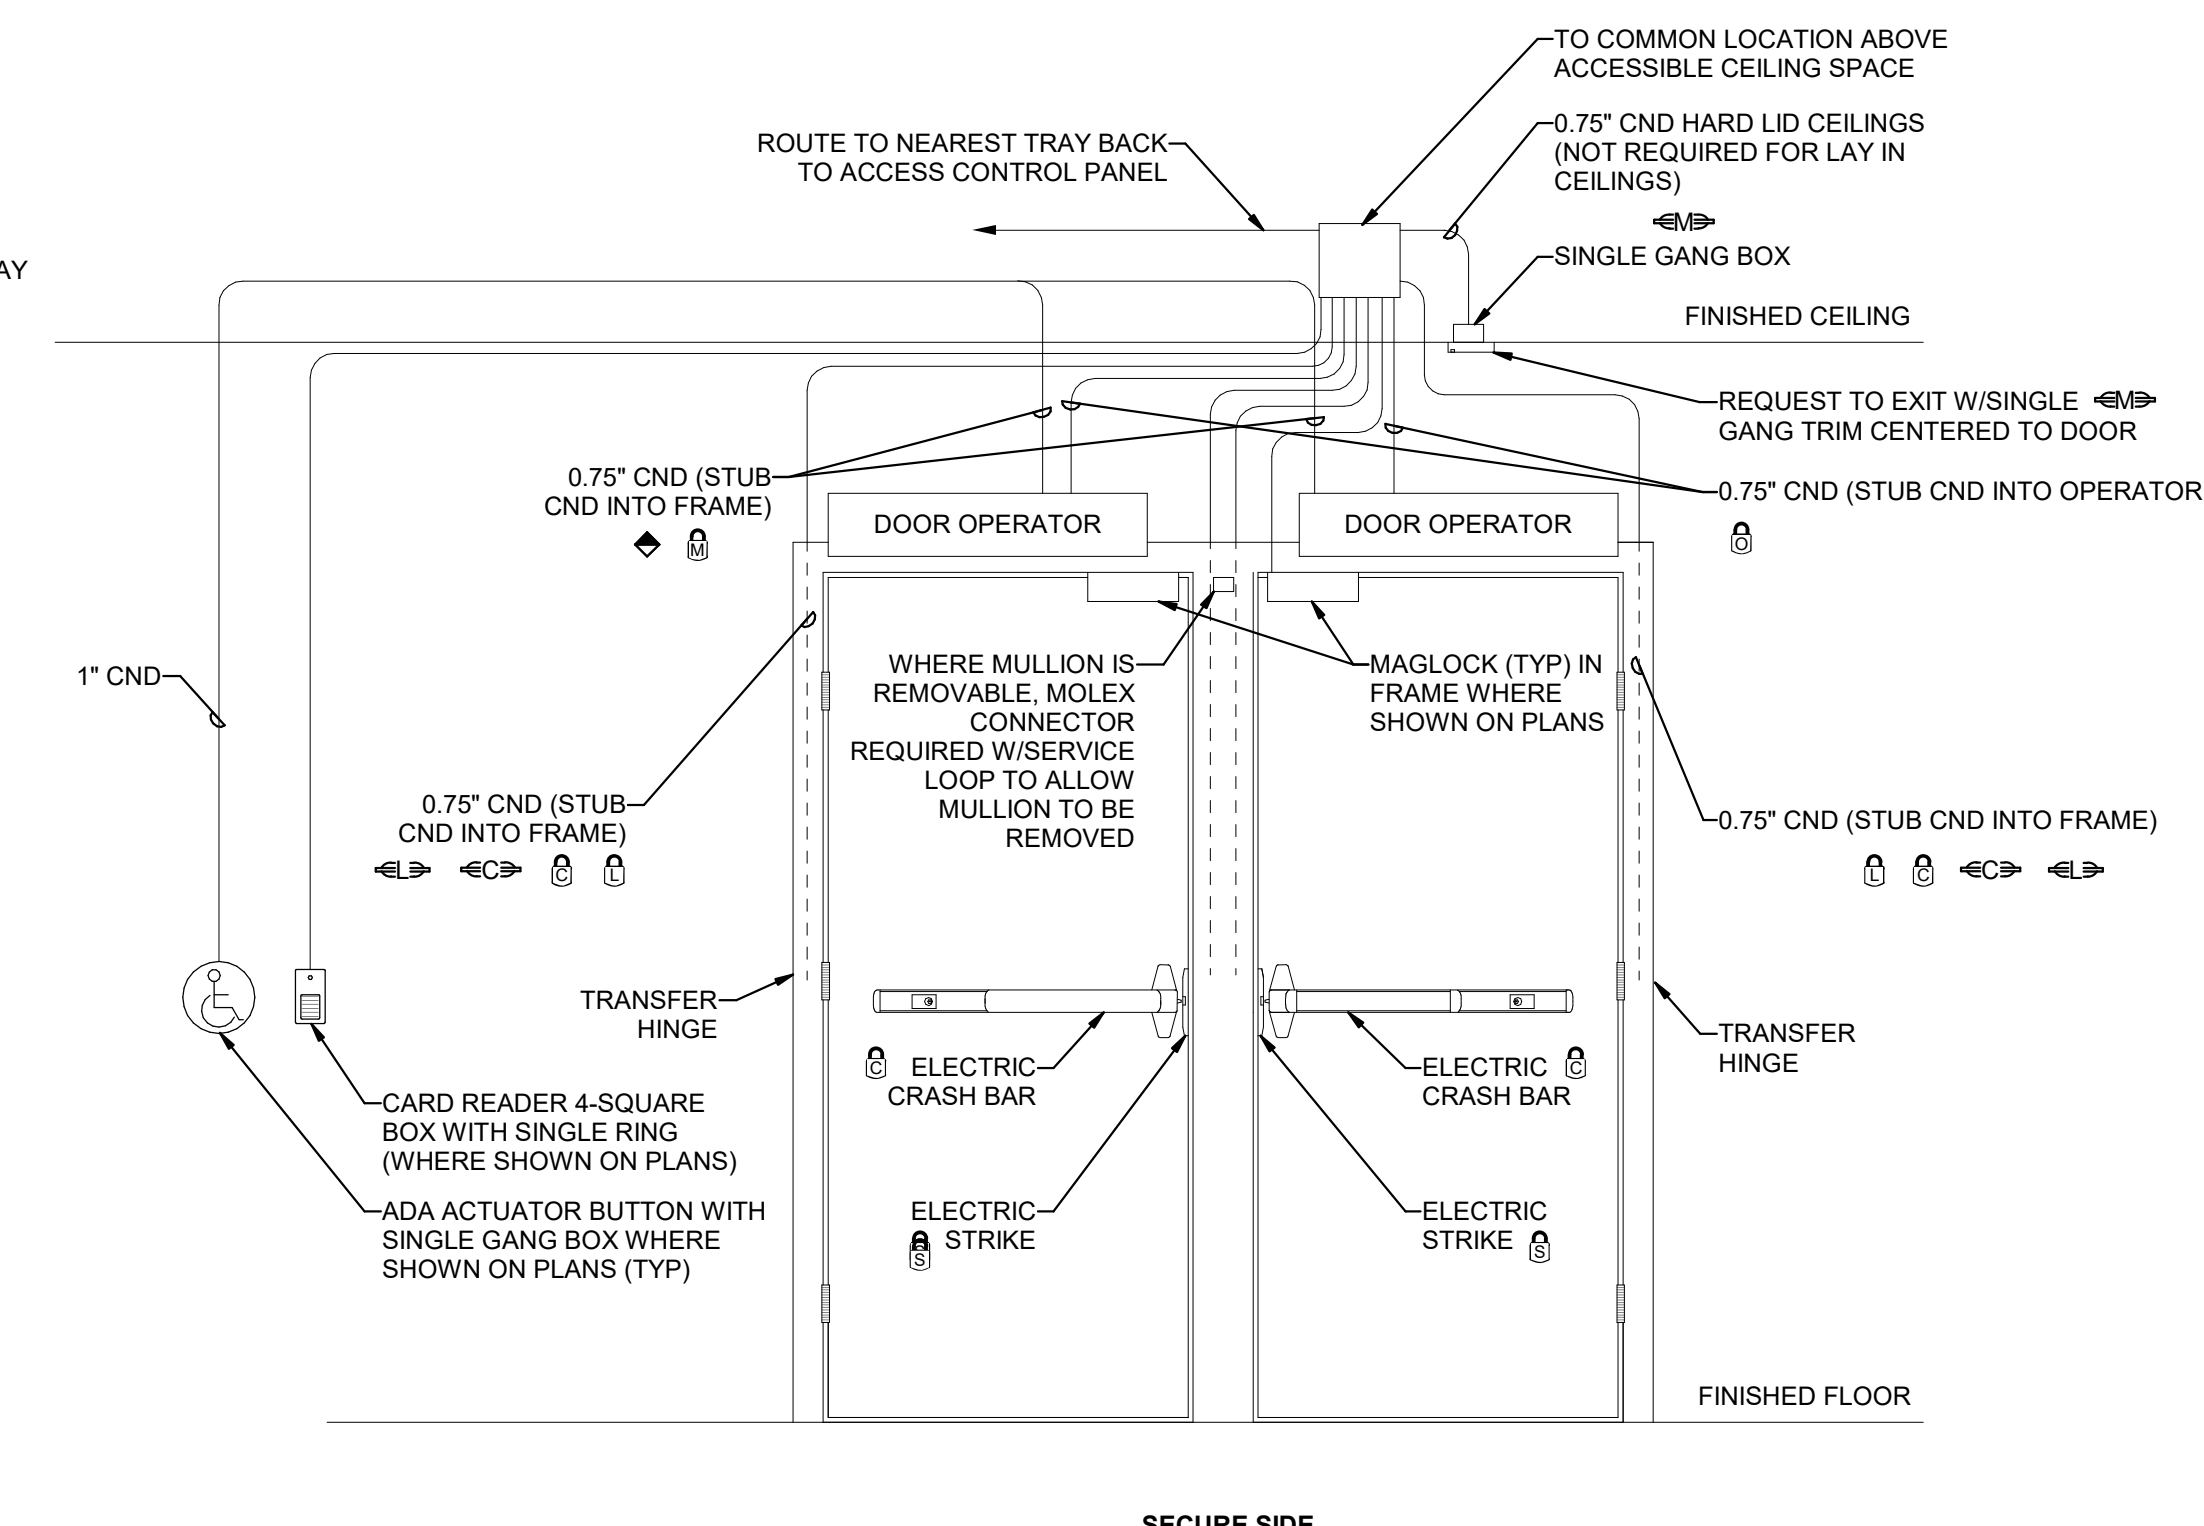 TO COMMON LOCATION ABOVE
ACCESSIBLE CEILING SPACE
0.75" CND HARD LID CEILINGS
(NOT REQUIRED FOR LAY IN
CEILINGS)
M
SINGLE GANG BOX
ROUTE TO NEAREST TRAY BACK
TO ACCESS CONTROL PANEL
AY
FINISHED CEILING
REQUEST TO EXIT W/SINGLE M
GANG TRIM CENTERED TO DOOR
0.75" CND (STUB
CND INTO FRAME)
M
0.75" CND (STUB CND INTO OPERATOR
O
DOOR OPERATOR
DOOR OPERATOR
1" CND
WHERE MULLION IS
REMOVABLE, MOLEX
CONNECTOR
REQUIRED W/SERVICE
LOOP TO ALLOW
MULLION TO BE
REMOVED
MAGLOCK (TYP) IN
FRAME WHERE
SHOWN ON PLANS
0.75" CND (STUB
CND INTO FRAME)
L C C L
0.75" CND (STUB CND INTO FRAME)
L C C L
TRANSFER
HINGE
TRANSFER
HINGE
C ELECTRIC
CRASH BAR
ELECTRIC C
CRASH BAR
CARD READER 4-SQUARE
BOX WITH SINGLE RING
(WHERE SHOWN ON PLANS)
ADA ACTUATOR BUTTON WITH
SINGLE GANG BOX WHERE
SHOWN ON PLANS (TYP)
ELECTRIC
S STRIKE
ELECTRIC
STRIKE S
FINISHED FLOOR
SECURE SIDE